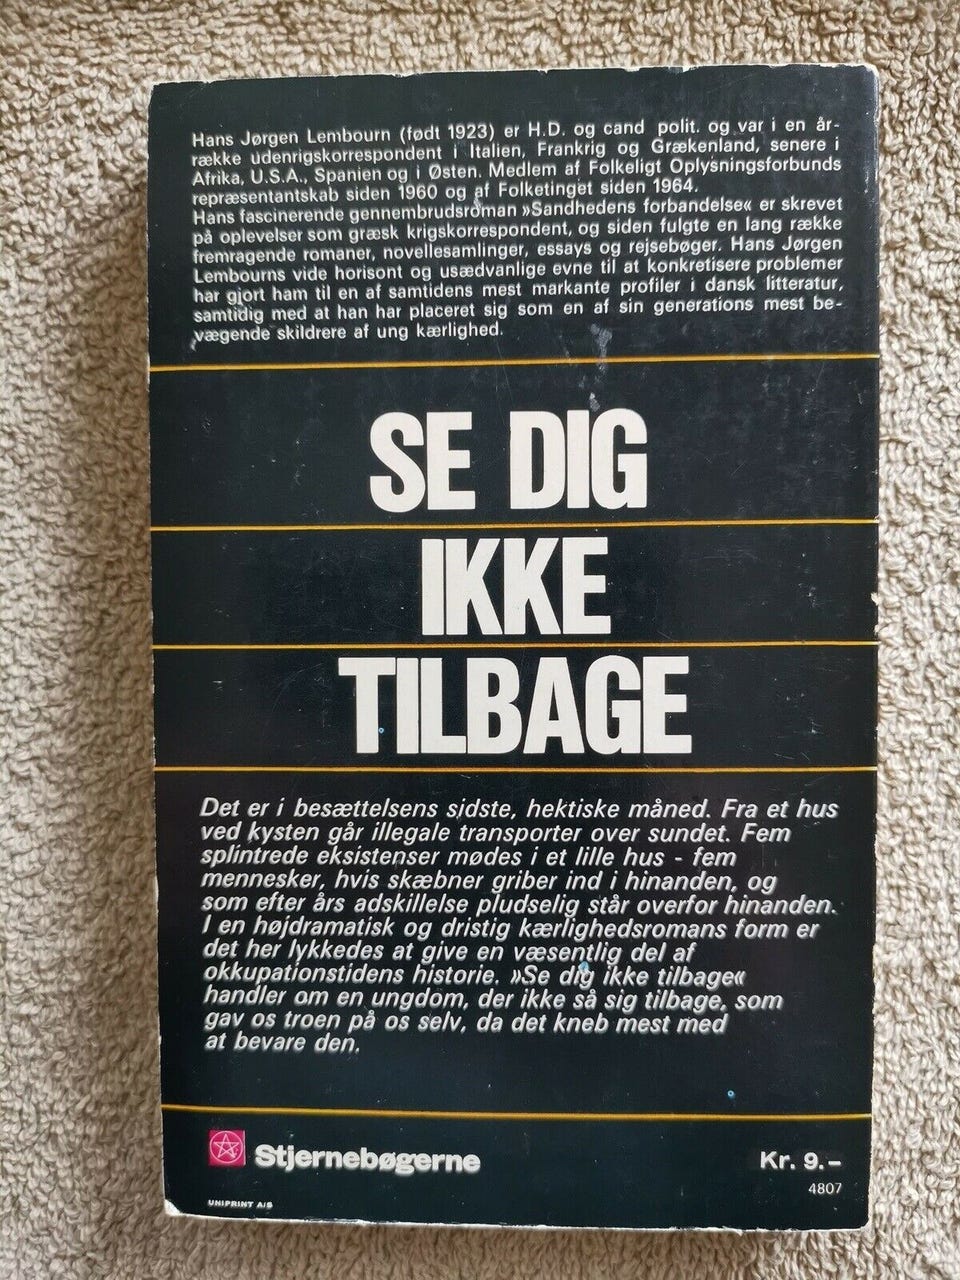 Hans Jørgen Lembourn (født 1923) er H.D. og cand polit. og var i en år-
række udenrigskorrespondent i Italien, Frankrig og Grækenland, senere i
Afrika, U.S.A., Spanien og i Østen. Medlem af Folkeligt Oplysningsforbunds
repræsentantskab siden 1960 og af Folketinget siden 1964.
Hans fascinerende gennembrudsroman »Sandhedens forbandelse« er skrevet
på oplevelser som græsk krigskorrespondent, og siden fulgte en lang række
fremragende romaner, novellesamlinger, essays og rejsebøger. Hans Jørgen
Lembourns vide horisont og usædvanlige evne til at konkretisere problemer
har gjort ham til en af samtidens mest markante profiler i dansk litteratur,
samtidig med at han har placeret sig som en af sin generations mest be-
vægende skildrere af ung kærlighed.
SE DIG
IKKE
TILBAGE
Det er i besættelsens sidste, hektiske måned. Fra et hus
ved kysten går illegale transporter over sundet. Fem
splintrede eksistenser mødes i et lille hus - fem
mennesker, hvis skæbner griber ind i hinanden, og
som efter års adskillelse pludselig står overfor hinanden.
I en højdramatisk og dristig kærlighedsromans form er
det her lykkedes at give en væsentlig del af
okkupationstidens historie. »Se dig ikke tilbage«
handler om en ungdom, der ikke så sig tilbage, som
gav os troen på os selv, da det kneb mest med
at bevare den.
Stjernebøgerne
Kr. 9.-
4807
UNIPRINT A/S